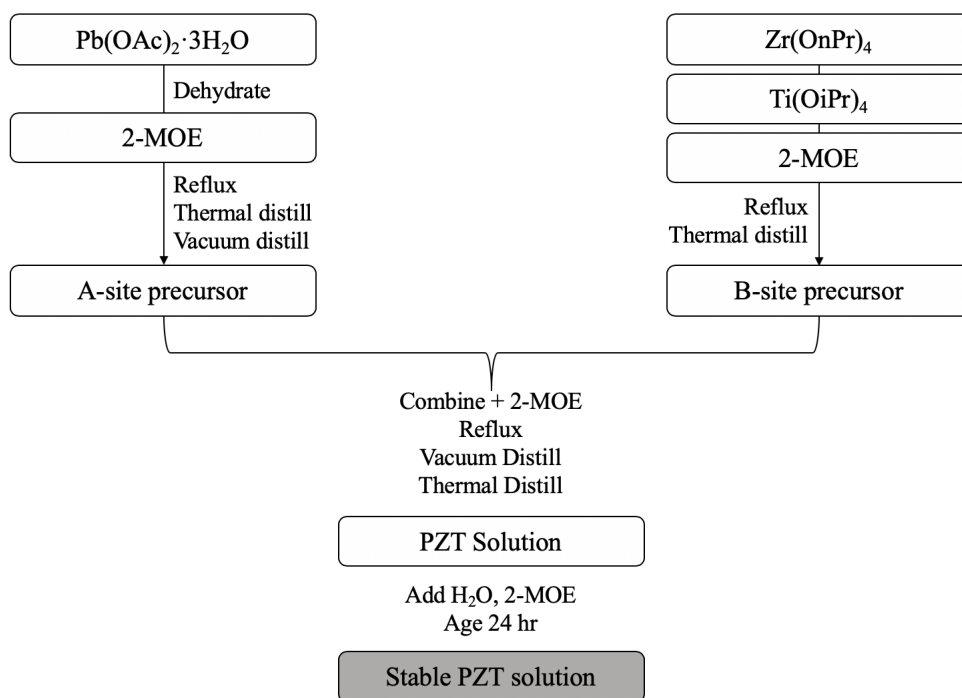 Pb(OAc)₂·3H₂O
Dehydrate
2-MOE
Reflux
Thermal distill
Vacuum distill
A-site precursor
Zr(OnPr)₄
Ti(OiPr)₄
2-MOE
Reflux
Thermal distill
B-site precursor
Combine + 2-MOE
Reflux
Vacuum Distill
Thermal Distill
PZT Solution
Add H₂O, 2-MOE
Age 24 hr
Stable PZT solution